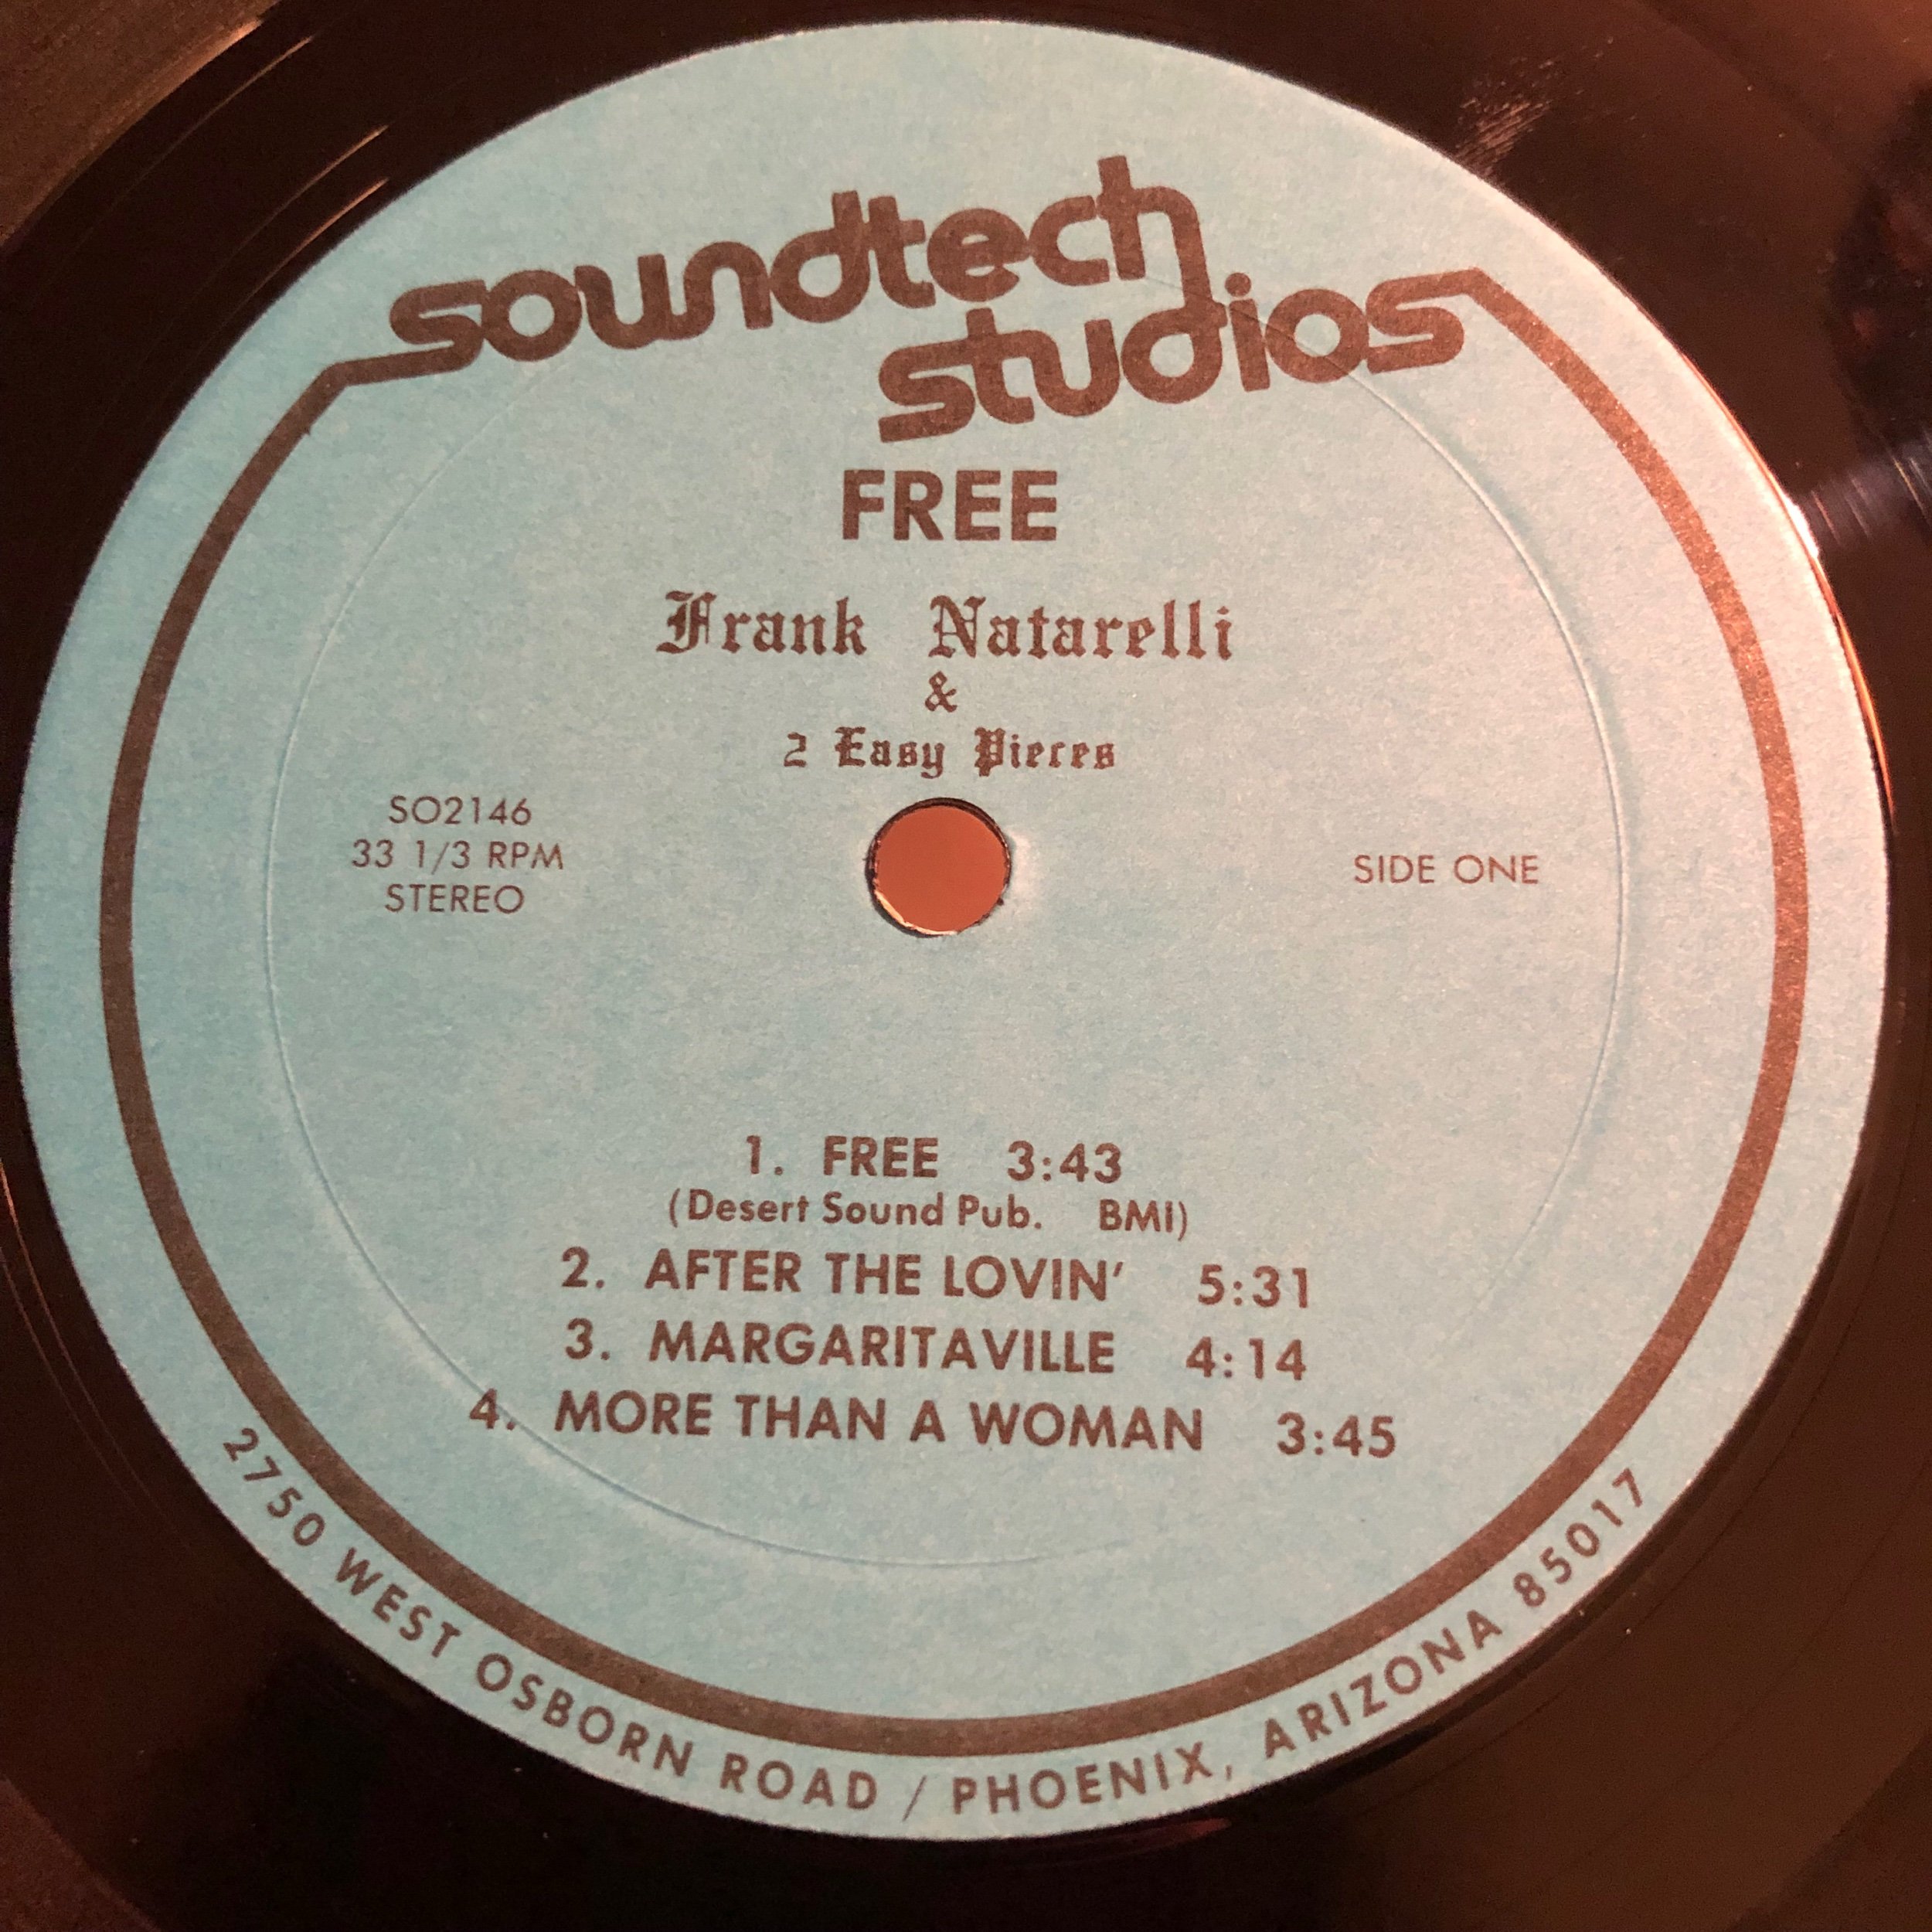 soundtech
studios
FREE
Frank Natarelli
&
2 Easy Pieces
SO2146
33 1/3 RPM
STEREO
SIDE ONE
1. FREE 3:43
(Desert Sound Pub. BMI)
2. AFTER THE LOVIN' 5:31
3. MARGARITAVILLE 4:14
4. MORE THAN A WOMAN 3:45
2750 WEST OSBORN ROAD / PHOENIX, ARIZONA 85017